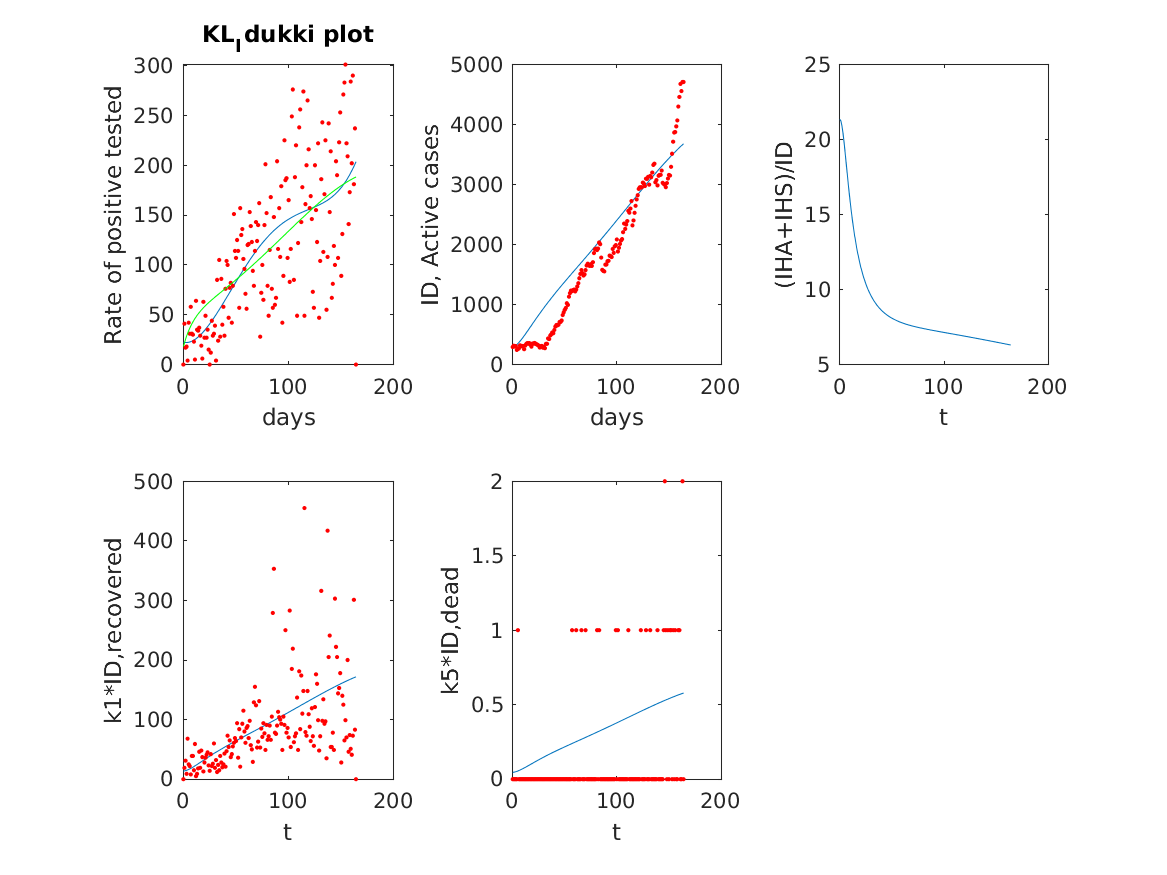 KL_I dukki plot
300
250
200
150
100
50
0
0 100 200
days
Rate of positive tested
5000
4000
3000
2000
1000
0
0 100 200
days
ID, Active cases
25
20
15
10
5
0 100 200
t
(IHA+IHS)/ID
500
400
300
200
100
0
0 100 200
t
k1*ID,recovered
2
1.5
1
0.5
0
0 100 200
t
k5*ID,dead